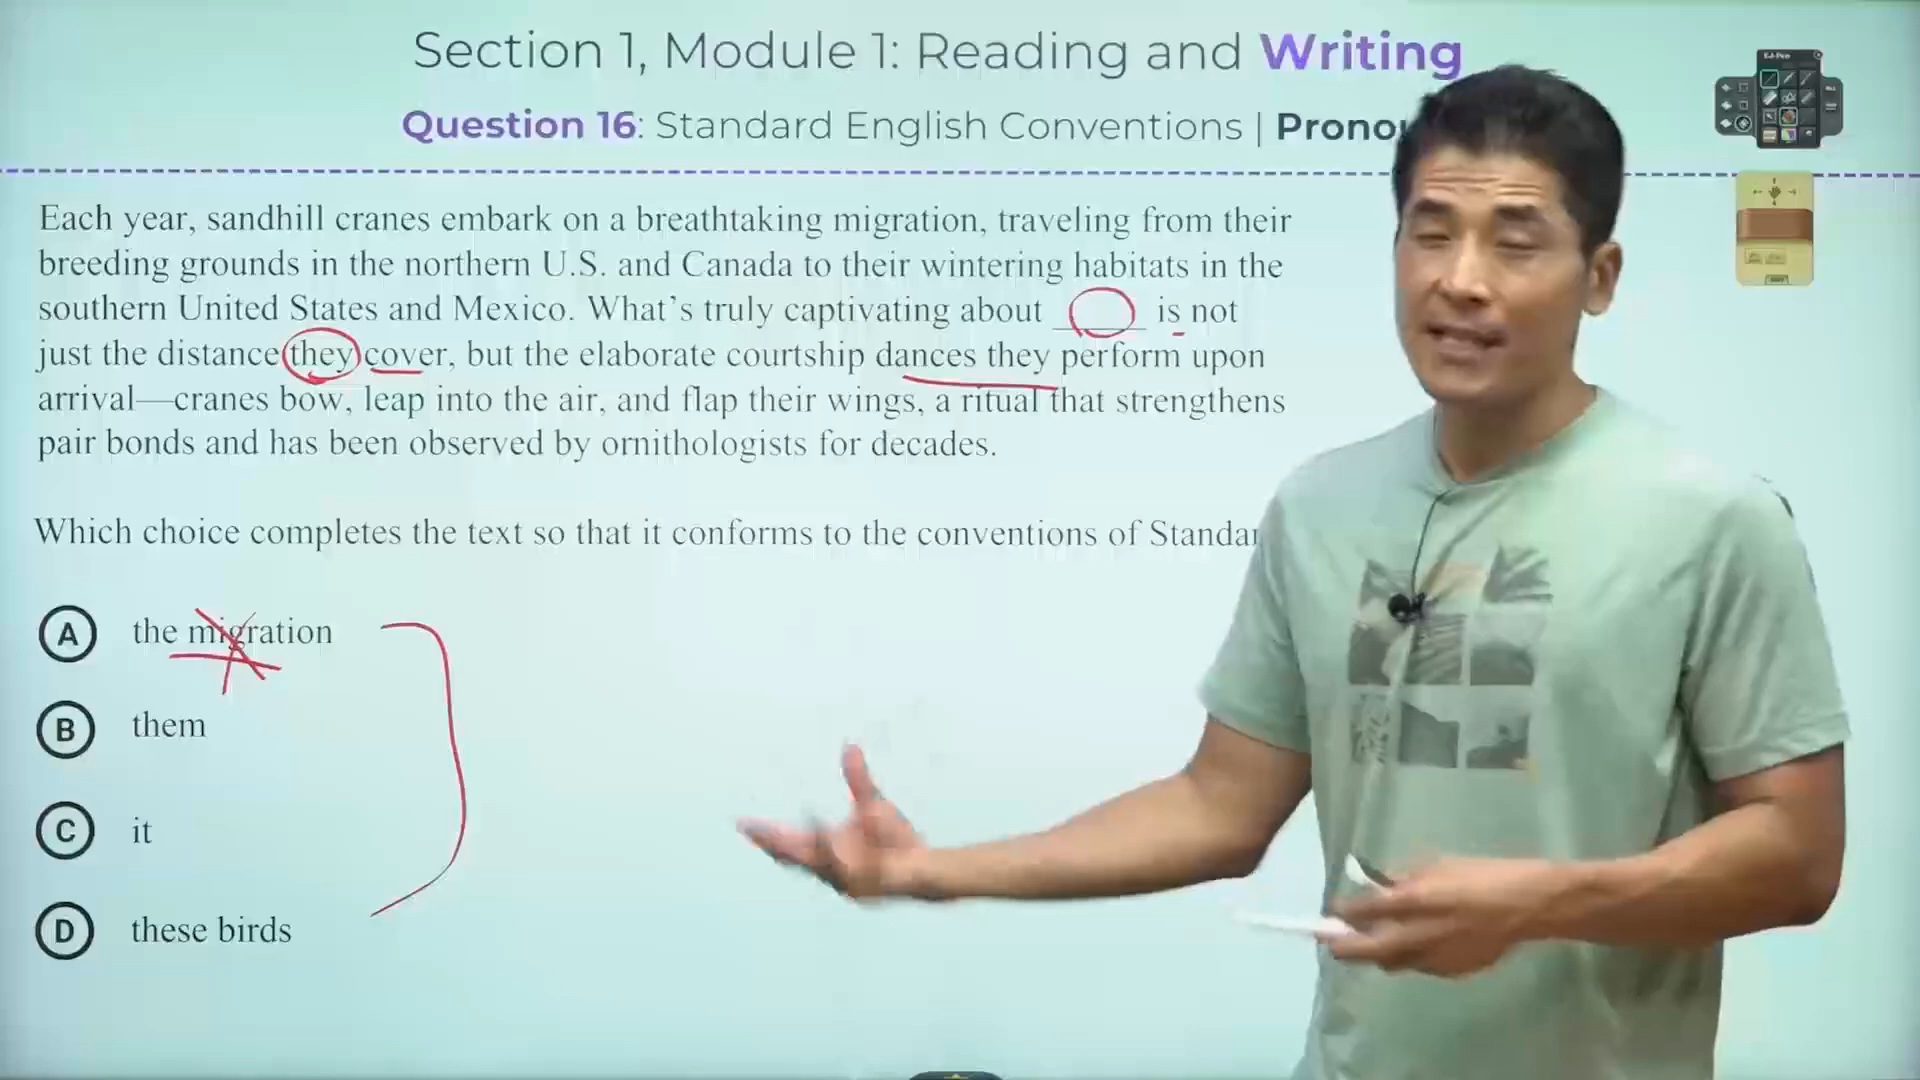 Section 1, Module 1: Reading and Writing
Question 16: Standard English Conventions |
Each year, sandhill cranes embark on a breathtaking migration, traveling from their
breeding grounds in the northern U.S. and Canada to their wintering habitats in the
southern United States and Mexico. What's truly captivating about ______ is not
just the distance they cover, but the elaborate courtship dances they perform upon
arrival—cranes bow, leap into the air, and flap their wings, a ritual that strengthens
pair bonds and has been observed by ornithologists for decades.
Which choice completes the text so that it conforms to the conventions of
A the migration
B them
C it
D these birds